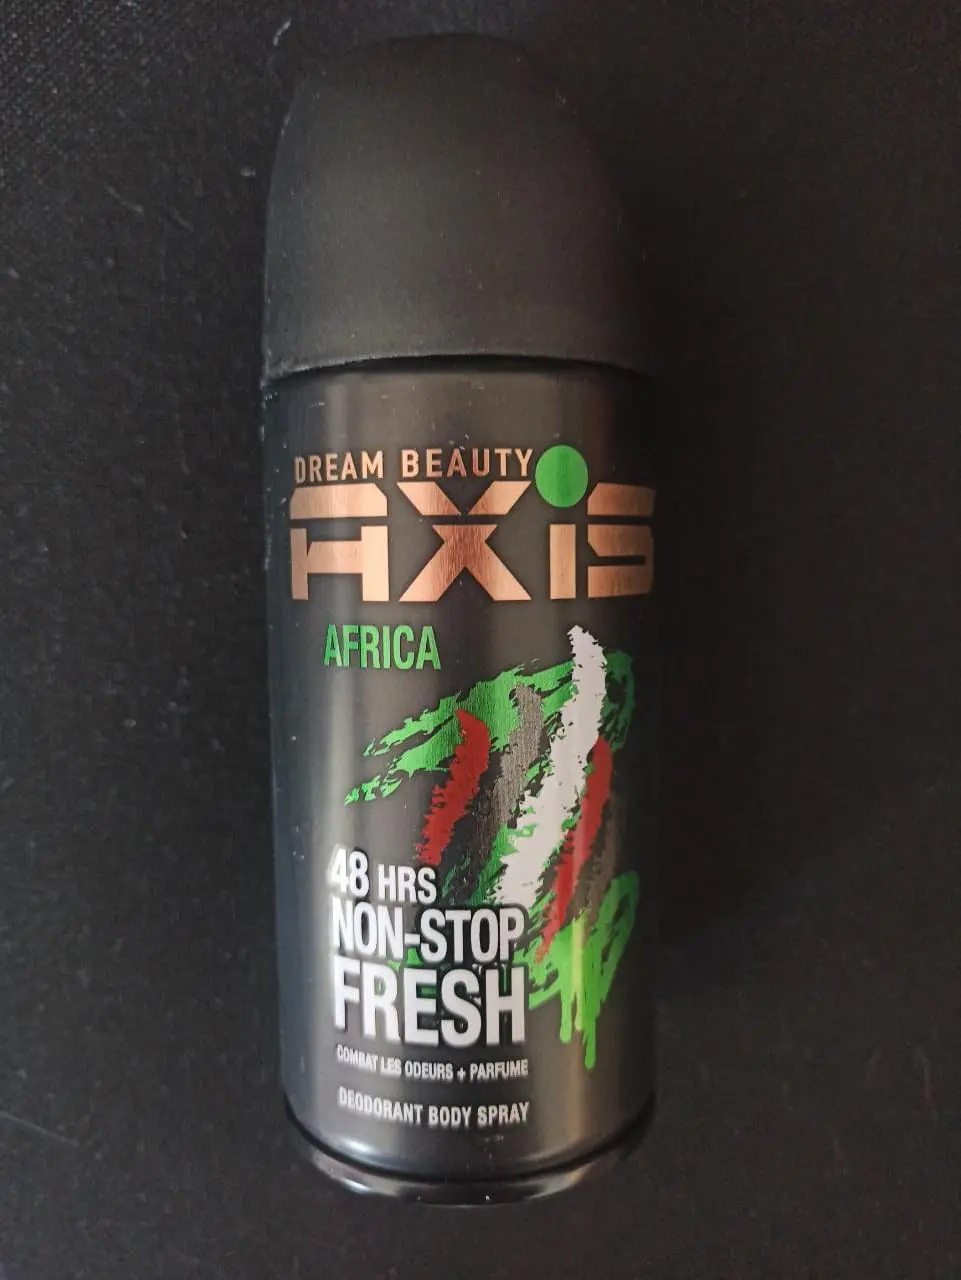 DREAM BEAUTY
AXiS
AFRICA
48 HRS
NON-STOP
FRESH
COMBAT LES ODEURS + PARFUME
DEODORANT BODY SPRAY